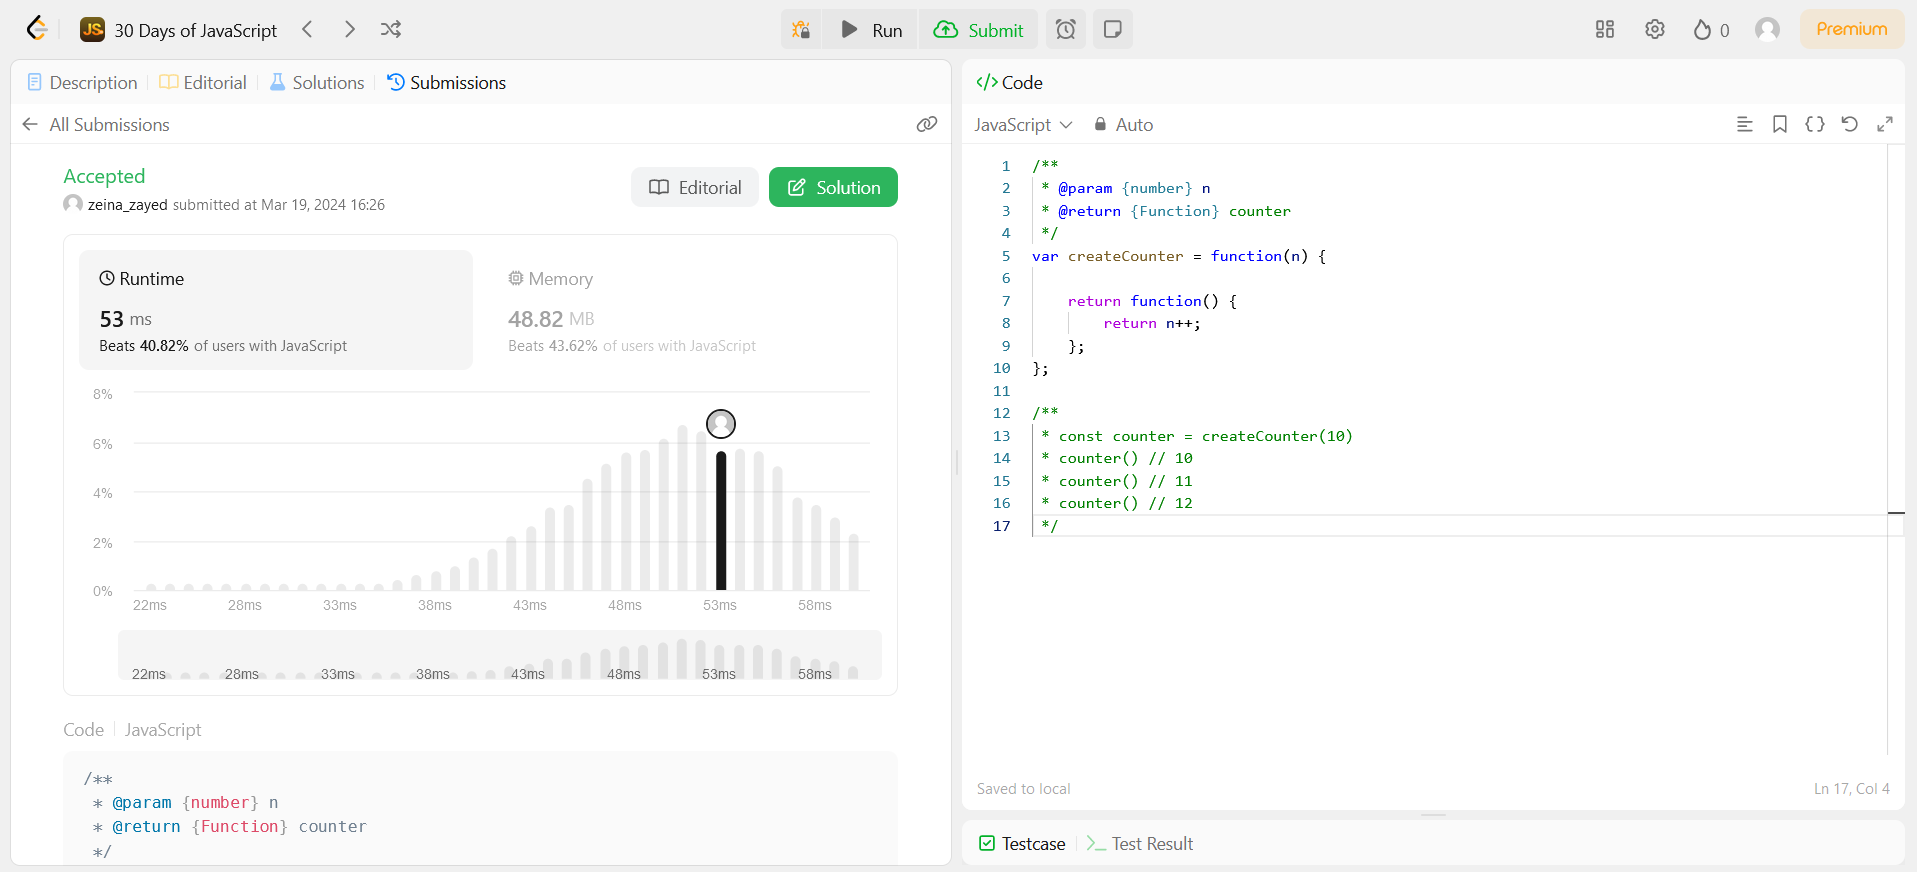 JS 30 Days of JavaScript
Run
Submit
0
Premium
Description
Editorial
Solutions
Submissions
All Submissions
Accepted
zeina_zayed submitted at Mar 19, 2024 16:26
Editorial
Solution
Runtime
53 ms
Beats 40.82% of users with JavaScript
Memory
48.82 MB
Beats 43.62% of users with JavaScript
8%
6%
4%
2%
0%
22ms 28ms 33ms 38ms 43ms 48ms 53ms 58ms
22ms 28ms 33ms 38ms 43ms 48ms 53ms 58ms
Code JavaScript
/**
 * @param {number} n
 * @return {Function} counter
 */
</> Code
JavaScript
Auto
{}
1 /**
2  * @param {number} n
3  * @return {Function} counter
4  */
5 var createCounter = function(n) {
6
7     return function() {
8         return n++;
9     };
10 };
11
12 /**
13  * const counter = createCounter(10)
14  * counter() // 10
15  * counter() // 11
16  * counter() // 12
17  */
Saved to local
Ln 17, Col 4
Testcase
Test Result